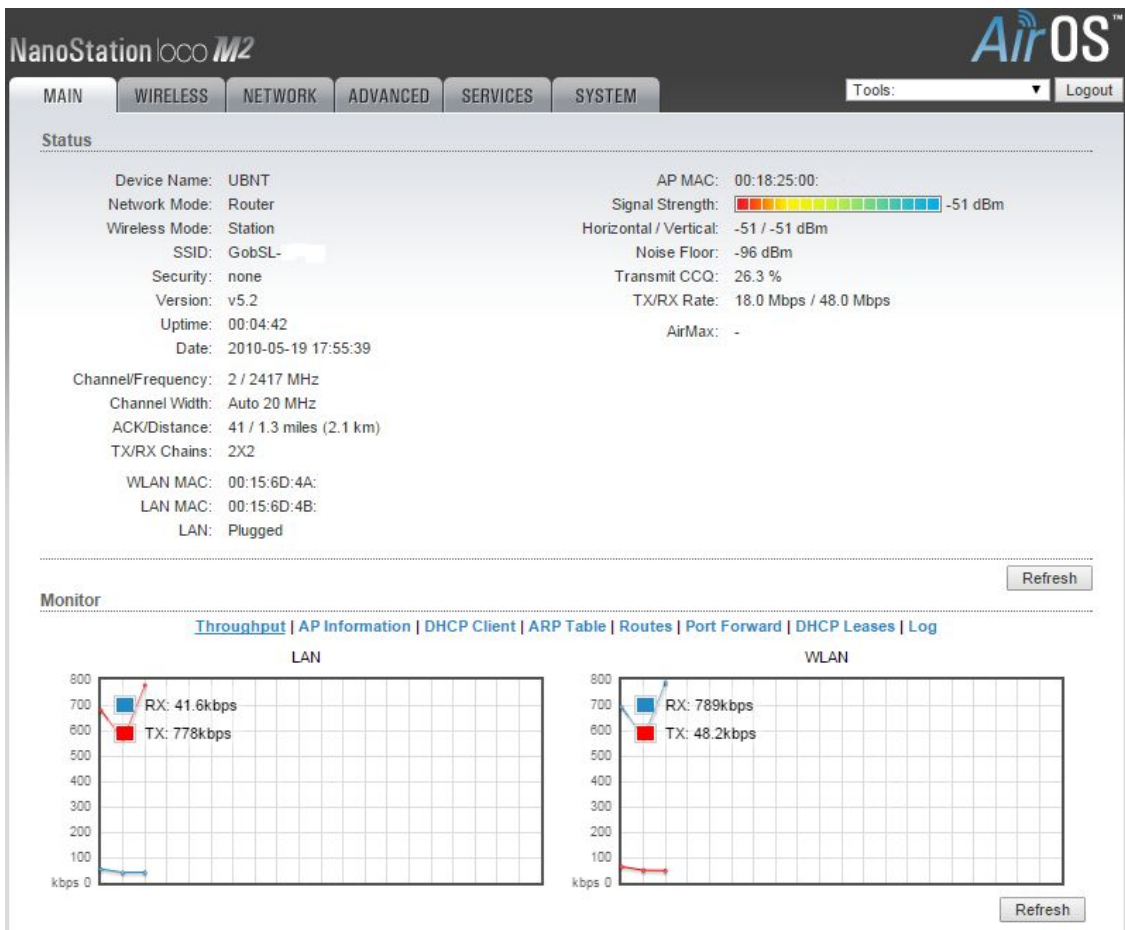 NanoStation loco M2
AirOS™
MAIN WIRELESS NETWORK ADVANCED SERVICES SYSTEM Tools: Logout
Status
Device Name: UBNT
Network Mode: Router
Wireless Mode: Station
SSID: GobSL-
Security: none
Version: v5.2
Uptime: 00:04:42
Date: 2010-05-19 17:55:39
Channel/Frequency: 2 / 2417 MHz
Channel Width: Auto 20 MHz
ACK/Distance: 41 / 1.3 miles (2.1 km)
TX/RX Chains: 2X2
WLAN MAC: 00:15:6D:4A:
LAN MAC: 00:15:6D:4B:
LAN: Plugged
AP MAC: 00:18:25:00:
Signal Strength: -51 dBm
Horizontal / Vertical: -51 / -51 dBm
Noise Floor: -96 dBm
Transmit CCQ: 26.3 %
TX/RX Rate: 18.0 Mbps / 48.0 Mbps
AirMax: -
Refresh
Monitor
Throughput | AP Information | DHCP Client | ARP Table | Routes | Port Forward | DHCP Leases | Log
LAN
800
700
600
500
400
300
200
100
kbps 0
RX: 41.6kbps
TX: 778kbps
WLAN
800
700
600
500
400
300
200
100
kbps 0
RX: 789kbps
TX: 48.2kbps
Refresh